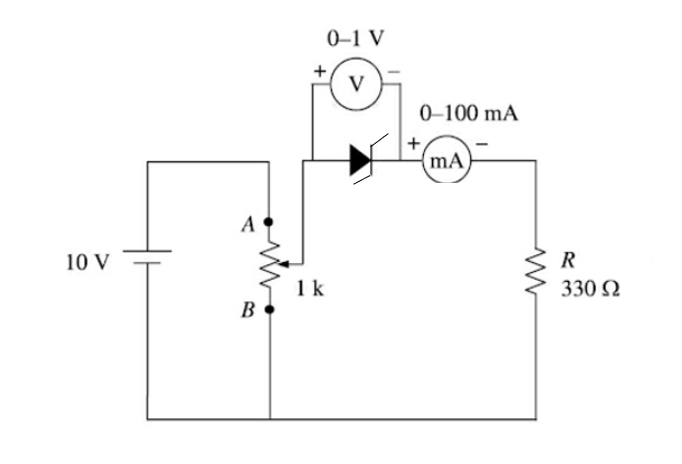 0–1 V
+ −
V
0–100 mA
+ −
mA
A
10 V
1 k
B
R
330 Ω